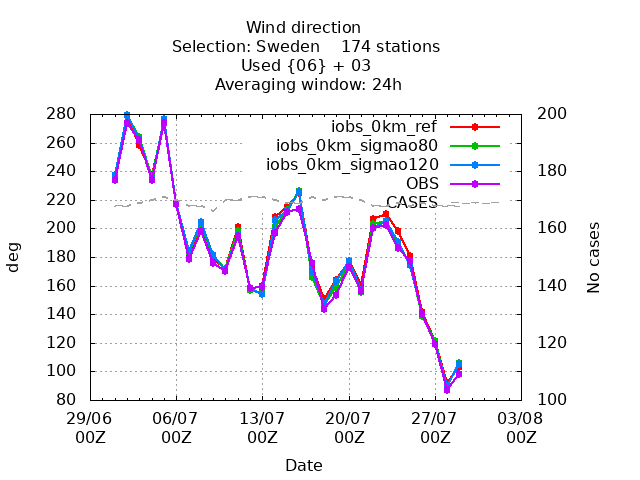 Wind direction
Selection: Sweden 174 stations
Used {06} + 03
Averaging window: 24h
iobs_0km_ref
iobs_0km_sigmao80
iobs_0km_sigmao120
OBS
CASES
280
260
240
220
200
180
160
140
120
100
80
200
180
160
140
120
100
deg
No cases
29/06 06/07 13/07 20/07 27/07 03/08
00Z 00Z 00Z 00Z 00Z 00Z
Date